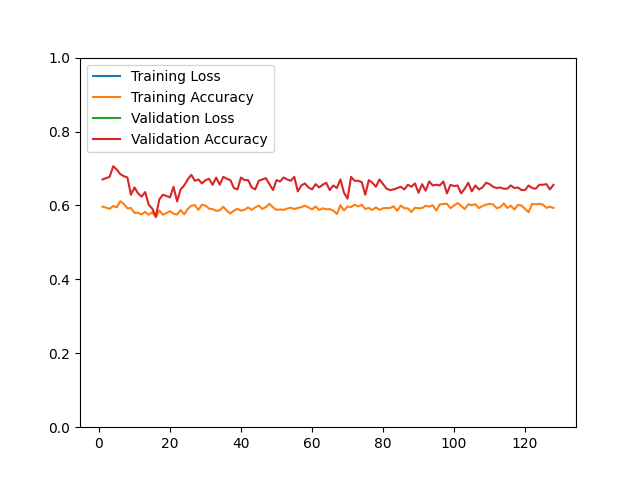 1.0
0.8
0.6
0.4
0.2
0.0
Training Loss
Training Accuracy
Validation Loss
Validation Accuracy
0 20 40 60 80 100 120